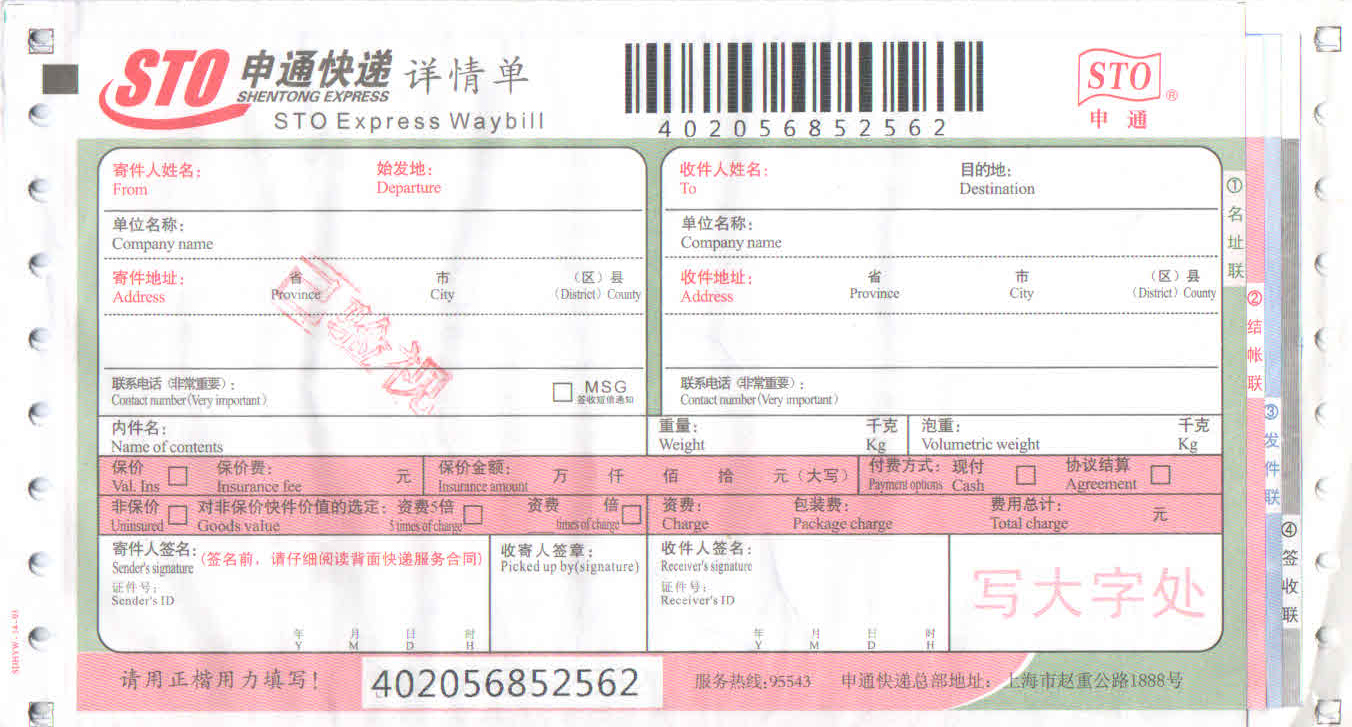 STO 申通快递 详情单
SHENTONG EXPRESS
STO Express Waybill
402056852562
STO ®
申通
寄件人姓名: 始发地:
From Departure
单位名称:
Company name
寄件地址: 省 市 (区)县
Address Province City (District) County
已验视
联系电话(非常重要):
Contact number(Very important)
MSG
签收短信通知
收件人姓名: 目的地:
To Destination
单位名称:
Company name
收件地址: 省 市 (区)县
Address Province City (District) County
联系电话(非常重要):
Contact number(Very important)
内件名: 重量: 千克 泡重: 千克
Name of contents Weight Kg Volumetric weight Kg
保价 保价费: 元 保价金额: 万 仟 佰 拾 元(大写) 付费方式: 现付 协议结算
Val. Ins Insurance fee Insurance amount Payment options Cash Agreement
非保价 对非保价快件价值的选定: 资费5倍 资费 倍 资费: 包装费: 费用总计: 元
Uninsured Goods value 5 times of charge times of charge Charge Package charge Total charge
寄件人签名: (签名前，请仔细阅读背面快递服务合同)
Sender's signature
证件号:
Sender's ID
年 月 日 时
Y M D H
收寄人签章:
Picked up by(signature)
收件人签名:
Receiver's signature
证件号:
Receiver's ID
年 月 日 时
Y M D H
写大字处
请用正楷用力填写! 402056852562 服务热线:95543 申通快递总部地址: 上海市赵重公路1888号
①名址联
②结帐联
③发件联
④签收联